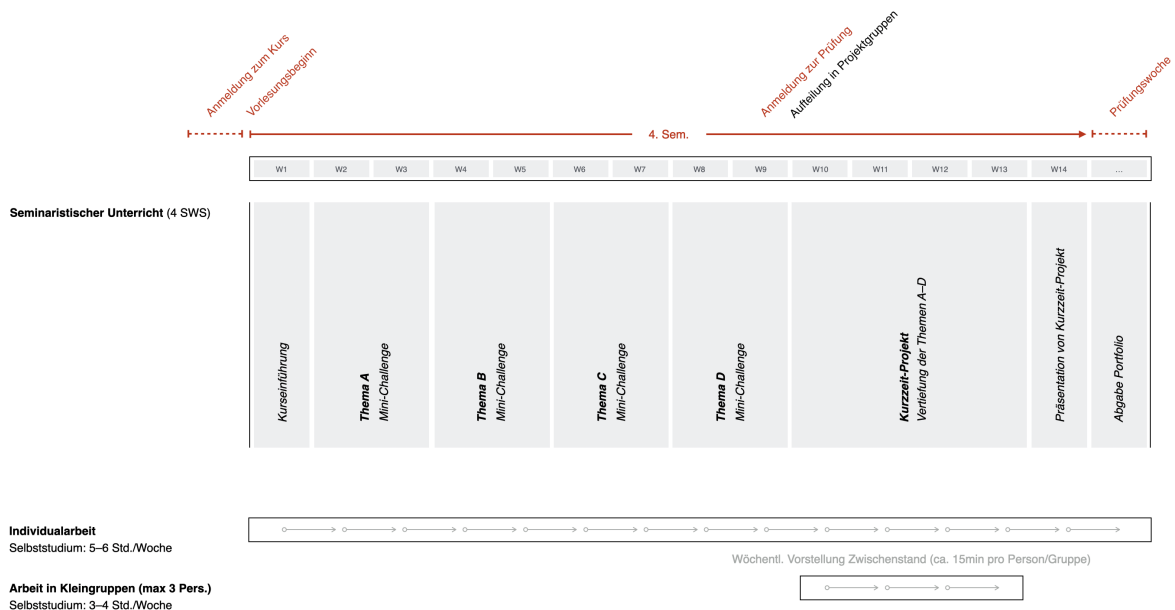 Anmeldung zum Kurs
Vorlesungsbeginn
Anmeldung zur Prüfung
Aufteilung in Projektgruppen
Prüfungswoche
4. Sem.
W1 W2 W3 W4 W5 W6 W7 W8 W9 W10 W11 W12 W13 W14 ...
Seminaristischer Unterricht (4 SWS)
Kurseinführung
Thema A
Mini-Challenge
Thema B
Mini-Challenge
Thema C
Mini-Challenge
Thema D
Mini-Challenge
Kurzzeit-Projekt
Vertiefung der Themen A–D
Präsentation von Kurzzeit-Projekt
Abgabe Portfolio
Individualarbeit
Selbststudium: 5–6 Std./Woche
Wöchentl. Vorstellung Zwischenstand (ca. 15min pro Person/Gruppe)
Arbeit in Kleingruppen (max 3 Pers.)
Selbststudium: 3–4 Std./Woche